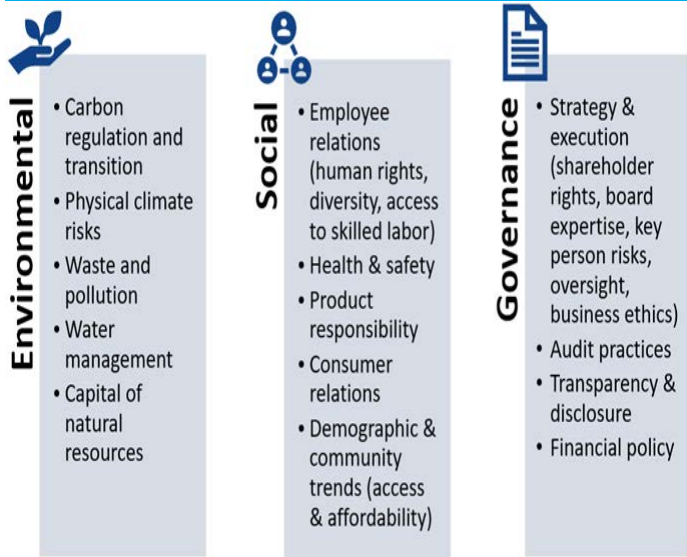 Environmental
• Carbon
regulation and
transition
• Physical climate
risks
• Waste and
pollution
• Water
management
• Capital of
natural
resources
Social
• Employee
relations
(human rights,
diversity, access
to skilled labor)
• Health & safety
• Product
responsibility
• Consumer
relations
• Demographic &
community
trends (access
& affordability)
Governance
• Strategy &
execution
(shareholder
rights, board
expertise, key
person risks,
oversight,
business ethics)
• Audit practices
• Transparency &
disclosure
• Financial policy